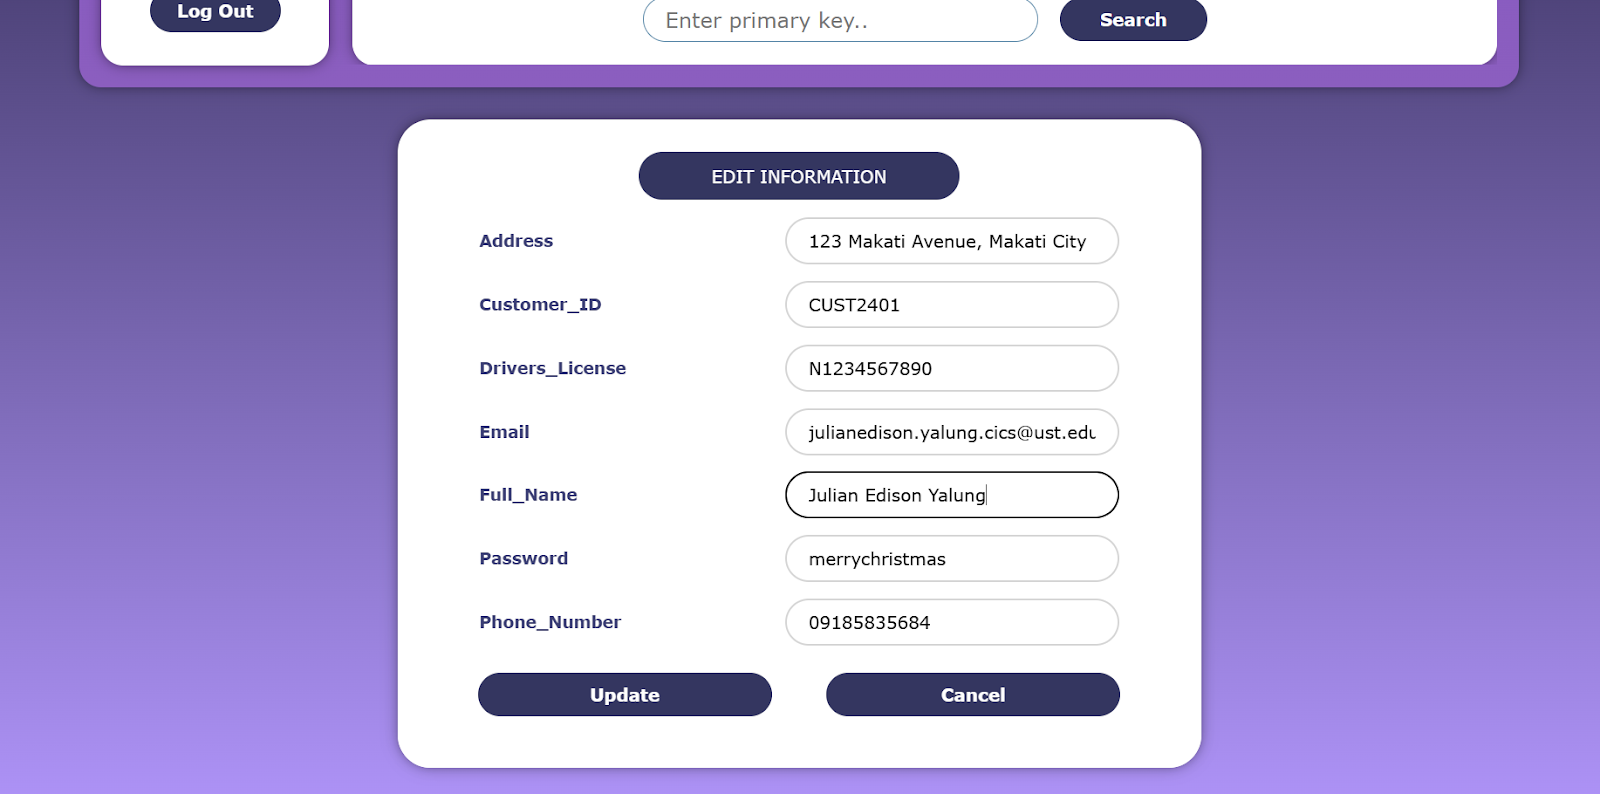 Log Out
Enter primary key..
Search
EDIT INFORMATION
Address
123 Makati Avenue, Makati City
Customer_ID
CUST2401
Drivers_License
N1234567890
Email
julianedison.yalung.cics@ust.edu
Full_Name
Julian Edison Yalung
Password
merrychristmas
Phone_Number
09185835684
Update
Cancel